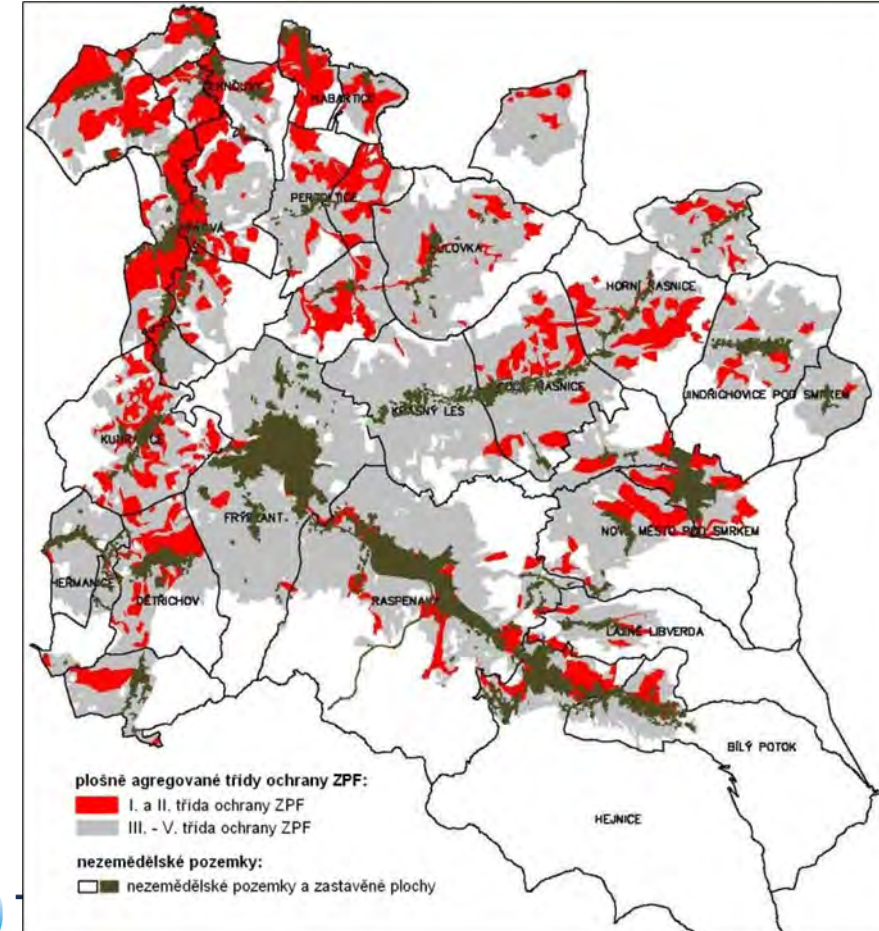 HABARTICE
PERTOLTICE
HORNÍ ŘASNICE
KRÁSNÝ LES
JINDŘICHOVICE POD SMRKEM
FRÝDLANT
NOVÉ MĚSTO POD SMRKEM
HEŘMANICE
DĚTŘICHOV
RASPENAVA
LÁZNĚ LIBVERDA
BÍLÝ POTOK
HEJNICE
plošně agregované třídy ochrany ZPF:
I. a II. třída ochrany ZPF
III. - V. třída ochrany ZPF
nezemědělské pozemky:
nezemědělské pozemky a zastavěné plochy